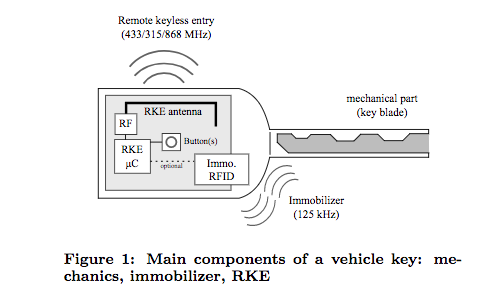 Remote keyless entry
(433/315/868 MHz)
RKE antenna
RF
RKE
μC
Button(s)
optional
Immo.
RFID
mechanical part
(key blade)
Immobilizer
(125 kHz)
Figure 1: Main components of a vehicle key: me-
chanics, immobilizer, RKE